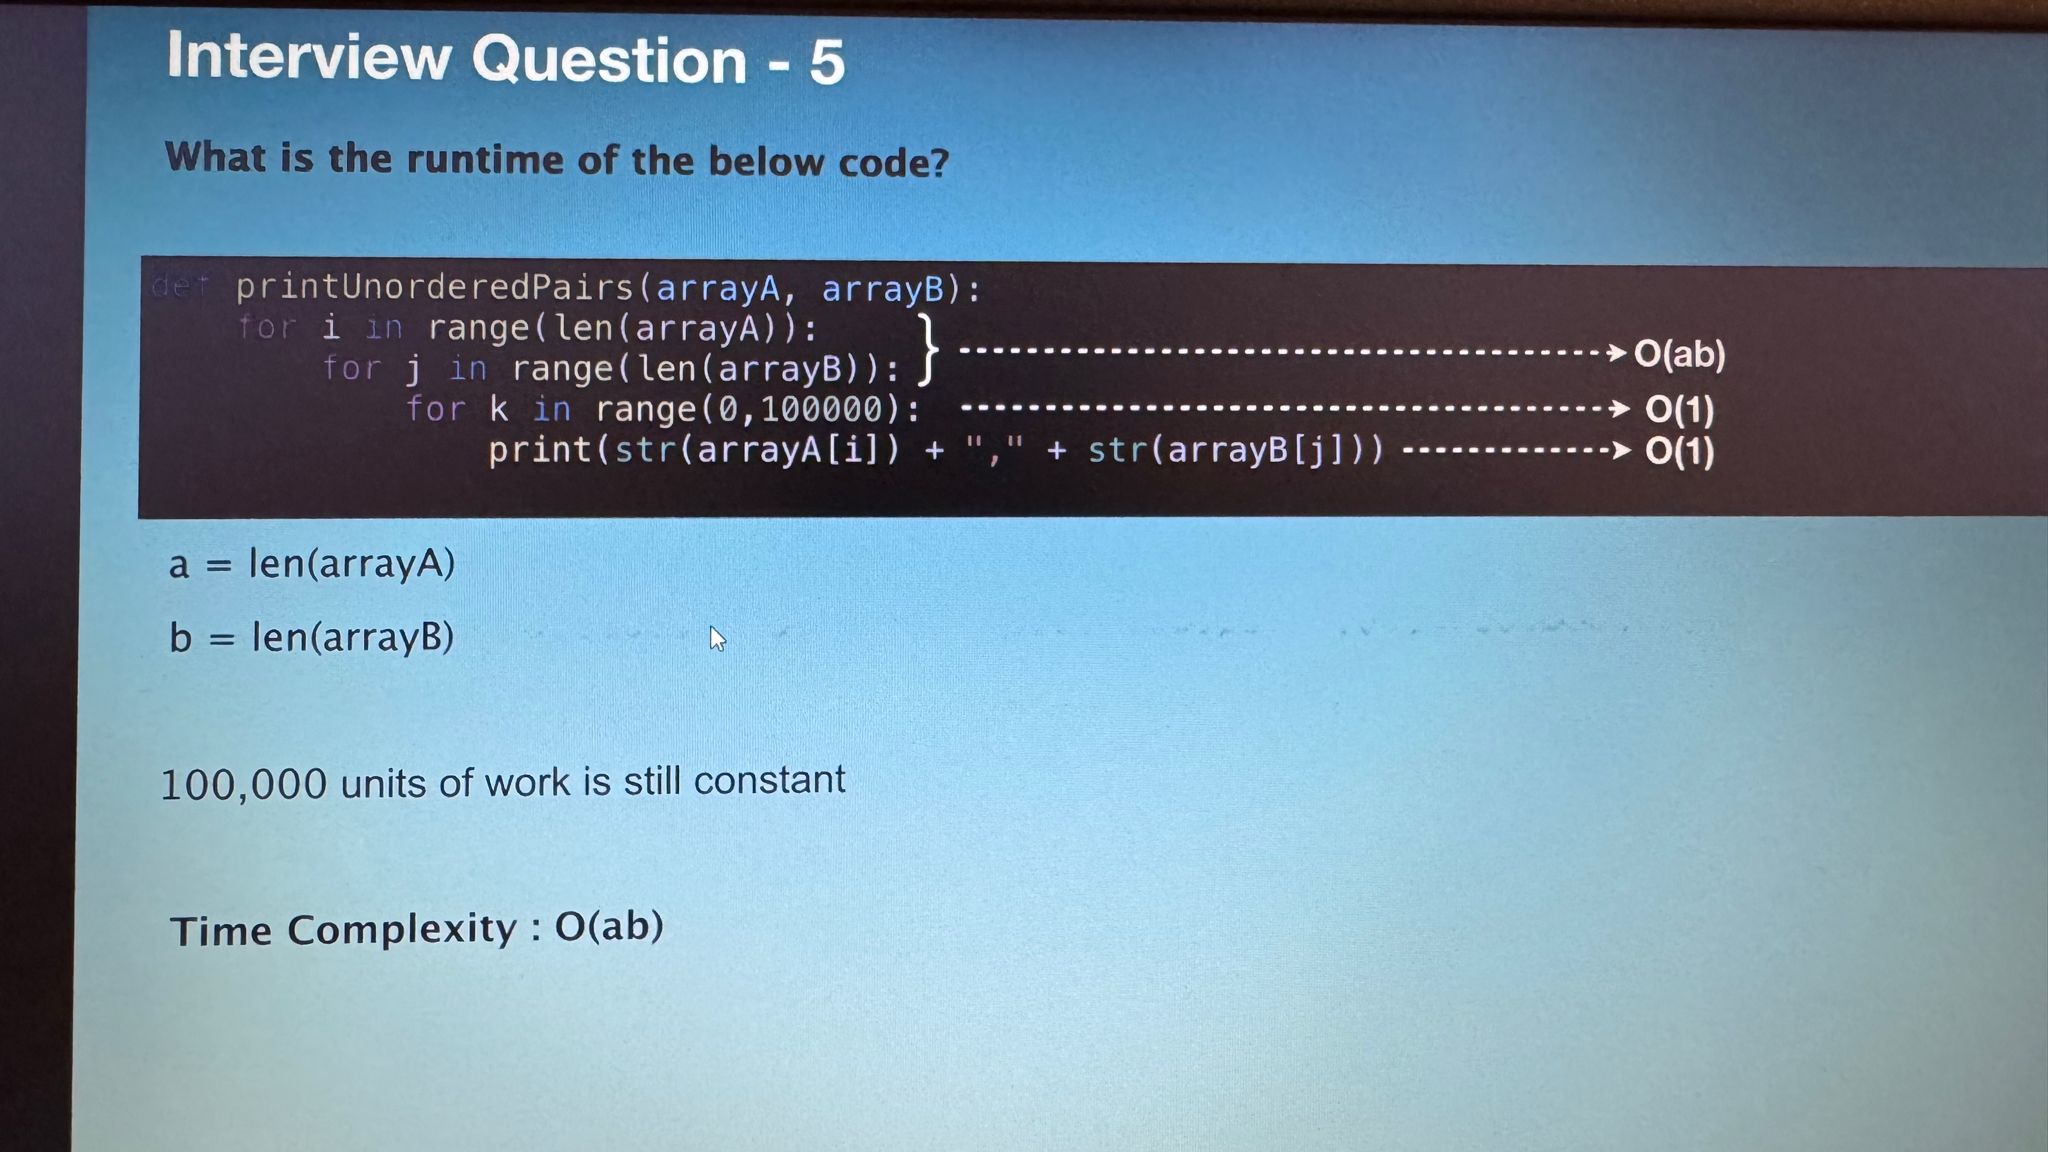 Interview Question - 5
What is the runtime of the below code?
def printUnorderedPairs(arrayA, arrayB):
for i in range(len(arrayA)):
for j in range(len(arrayB)): } O(ab)
for k in range(0,100000): O(1)
print(str(arrayA[i]) + "," + str(arrayB[j])) O(1)
a = len(arrayA)
b = len(arrayB)
100,000 units of work is still constant
Time Complexity : O(ab)